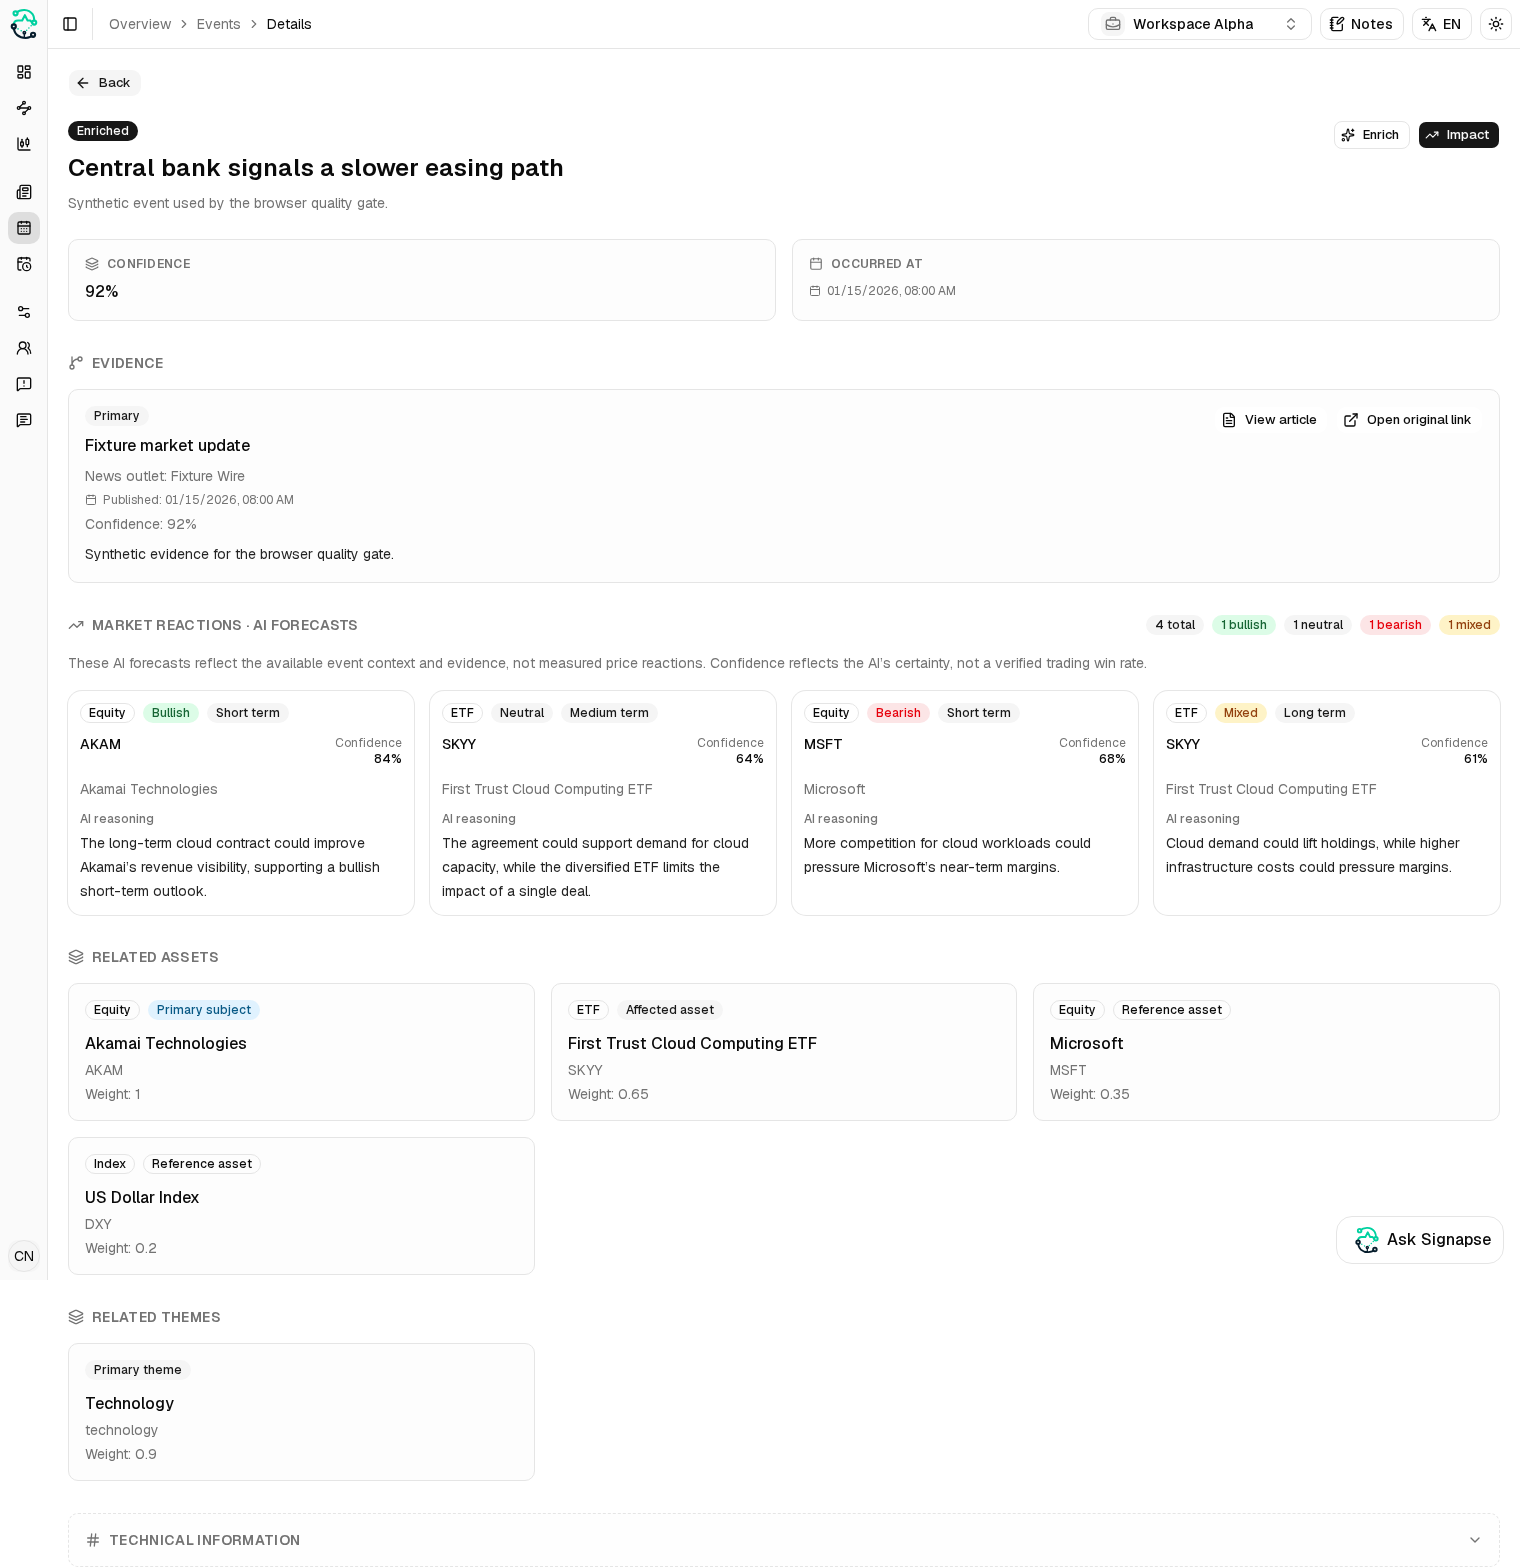 Overview > Events > Details
Workspace Alpha
Notes
EN
Back
Enriched
Enrich
Impact
Central bank signals a slower easing path
Synthetic event used by the browser quality gate.
CONFIDENCE
92%
OCCURRED AT
01/15/2026, 08:00 AM
EVIDENCE
Primary
View article
Open original link
Fixture market update
News outlet: Fixture Wire
Published: 01/15/2026, 08:00 AM
Confidence: 92%
Synthetic evidence for the browser quality gate.
MARKET REACTIONS · AI FORECASTS
4 total
1 bullish
1 neutral
1 bearish
1 mixed
These AI forecasts reflect the available event context and evidence, not measured price reactions. Confidence reflects the AI's certainty, not a verified trading win rate.
Equity Bullish Short term
AKAM
Confidence
84%
Akamai Technologies
AI reasoning
The long-term cloud contract could improve
Akamai's revenue visibility, supporting a bullish
short-term outlook.
ETF Neutral Medium term
SKYY
Confidence
64%
First Trust Cloud Computing ETF
AI reasoning
The agreement could support demand for cloud
capacity, while the diversified ETF limits the
impact of a single deal.
Equity Bearish Short term
MSFT
Confidence
68%
Microsoft
AI reasoning
More competition for cloud workloads could
pressure Microsoft's near-term margins.
ETF Mixed Long term
SKYY
Confidence
61%
First Trust Cloud Computing ETF
AI reasoning
Cloud demand could lift holdings, while higher
infrastructure costs could pressure margins.
RELATED ASSETS
Equity Primary subject
Akamai Technologies
AKAM
Weight: 1
ETF Affected asset
First Trust Cloud Computing ETF
SKYY
Weight: 0.65
Equity Reference asset
Microsoft
MSFT
Weight: 0.35
Index Reference asset
US Dollar Index
DXY
Weight: 0.2
Ask Signapse
CN
RELATED THEMES
Primary theme
Technology
technology
Weight: 0.9
TECHNICAL INFORMATION